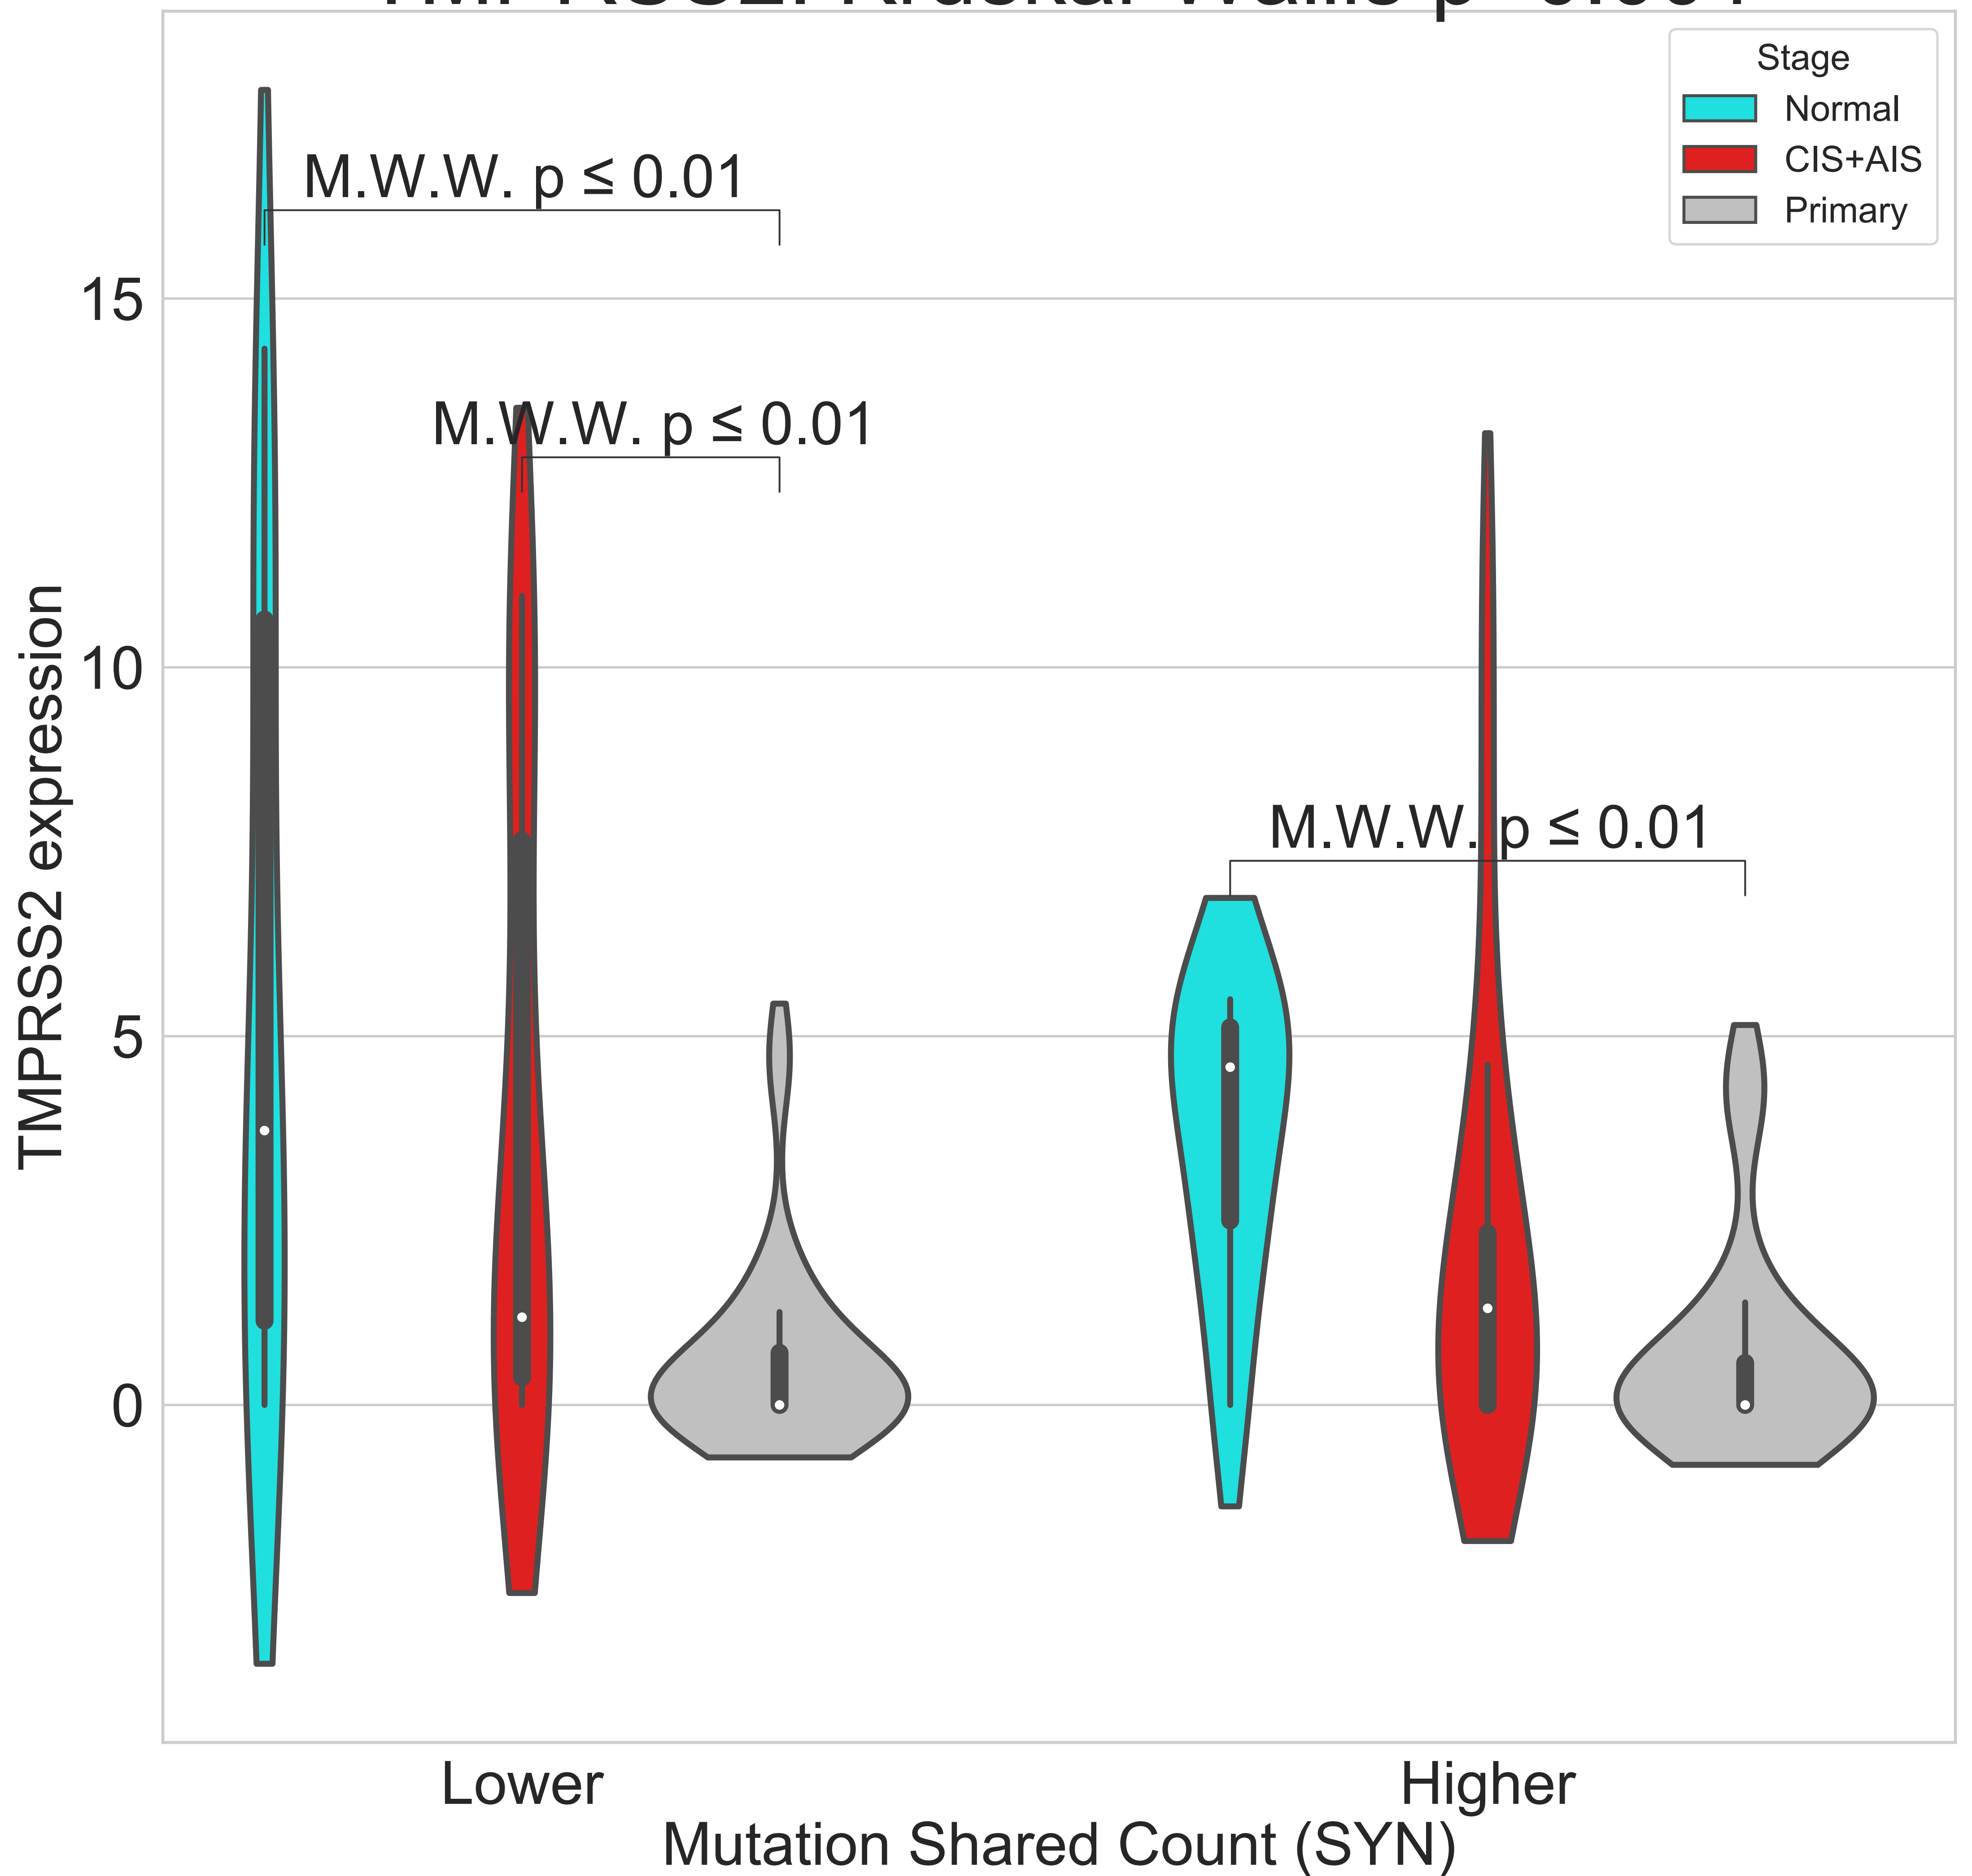 Stage
Normal
CIS+AIS
Primary
M.W.W. p ≤ 0.01
M.W.W. p ≤ 0.01
M.W.W. p ≤ 0.01
15
10
5
0
TMPRSS2 expression
Lower
Higher
Mutation Shared Count (SYN)